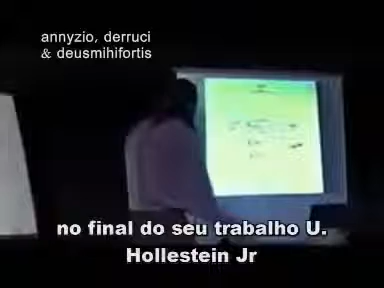 annyzio, derruci
& deusmihifortis
no final do seu trabalho U.
Hollestein Jr